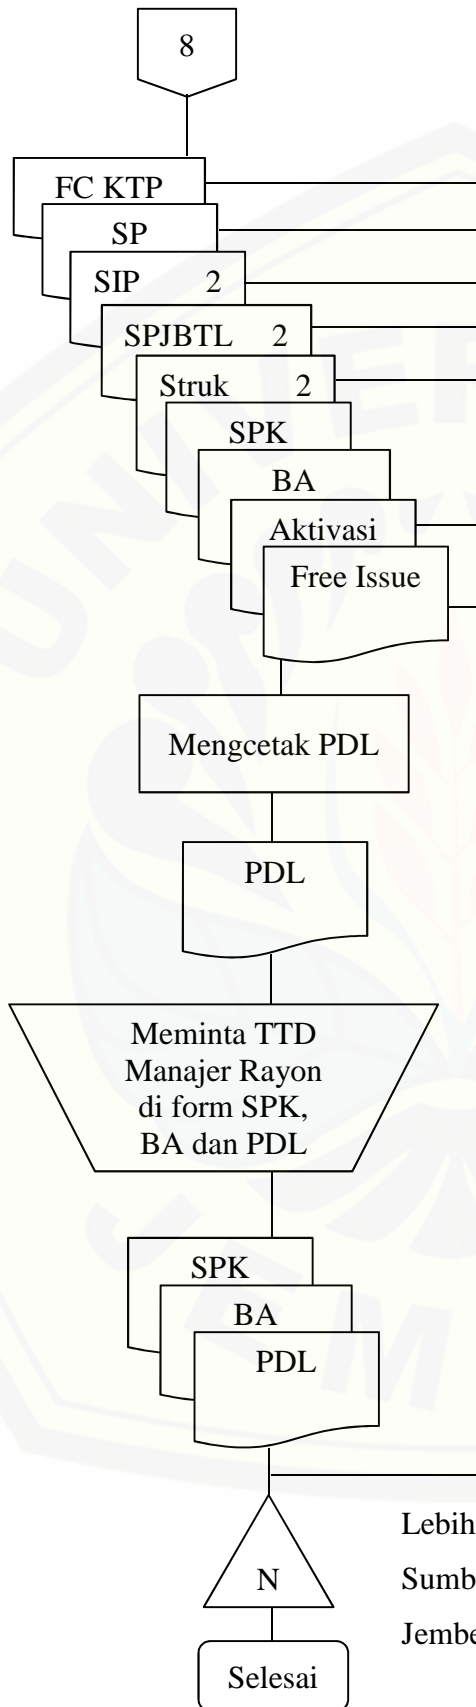 8
FC KTP
SP
SIP 2
SPJBTL 2
Struk 2
SPK
BA
Aktivasi
Free Issue
Mengcetak PDL
PDL
Meminta TTD
Manajer Rayon
di form SPK,
BA dan PDL
SPK
BA
PDL
Lebih
Sumb
Jembe
N
Selesai